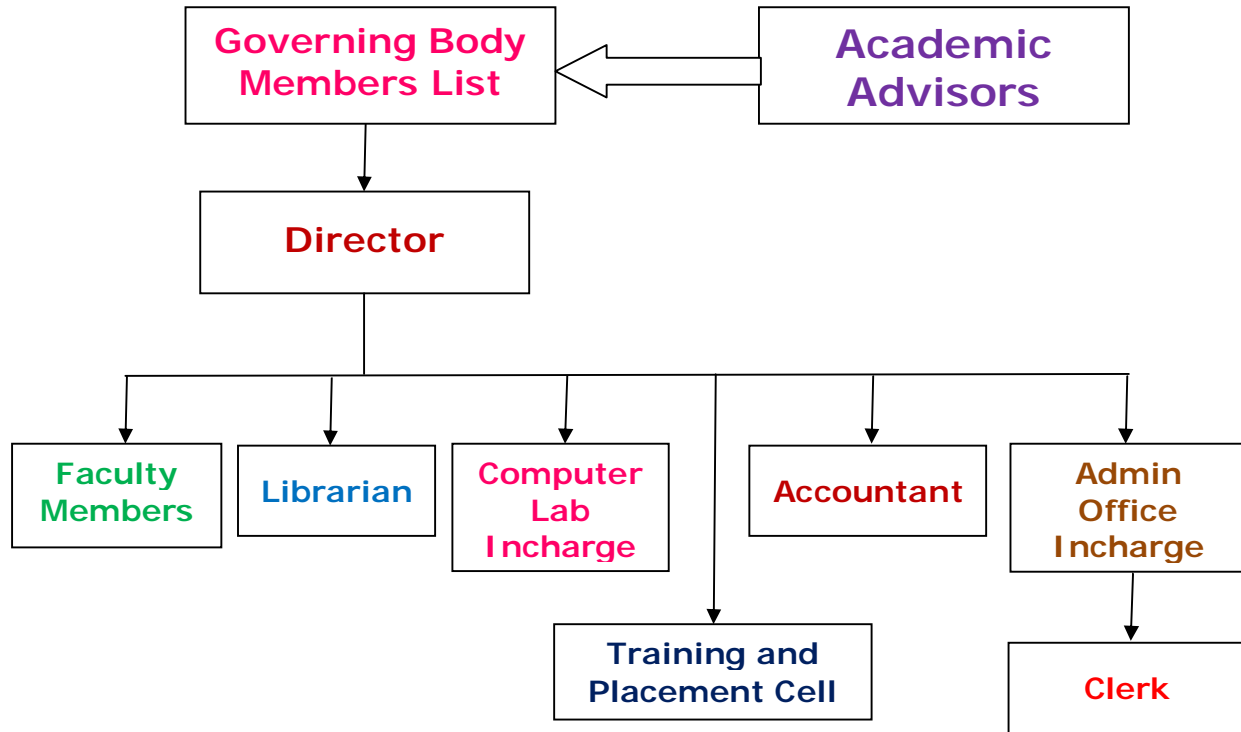 Governing Body
Members List
Academic
Advisors
Director
Faculty
Members
Librarian
Computer
Lab
Incharge
Accountant
Admin
Office
Incharge
Training and
Placement Cell
Clerk